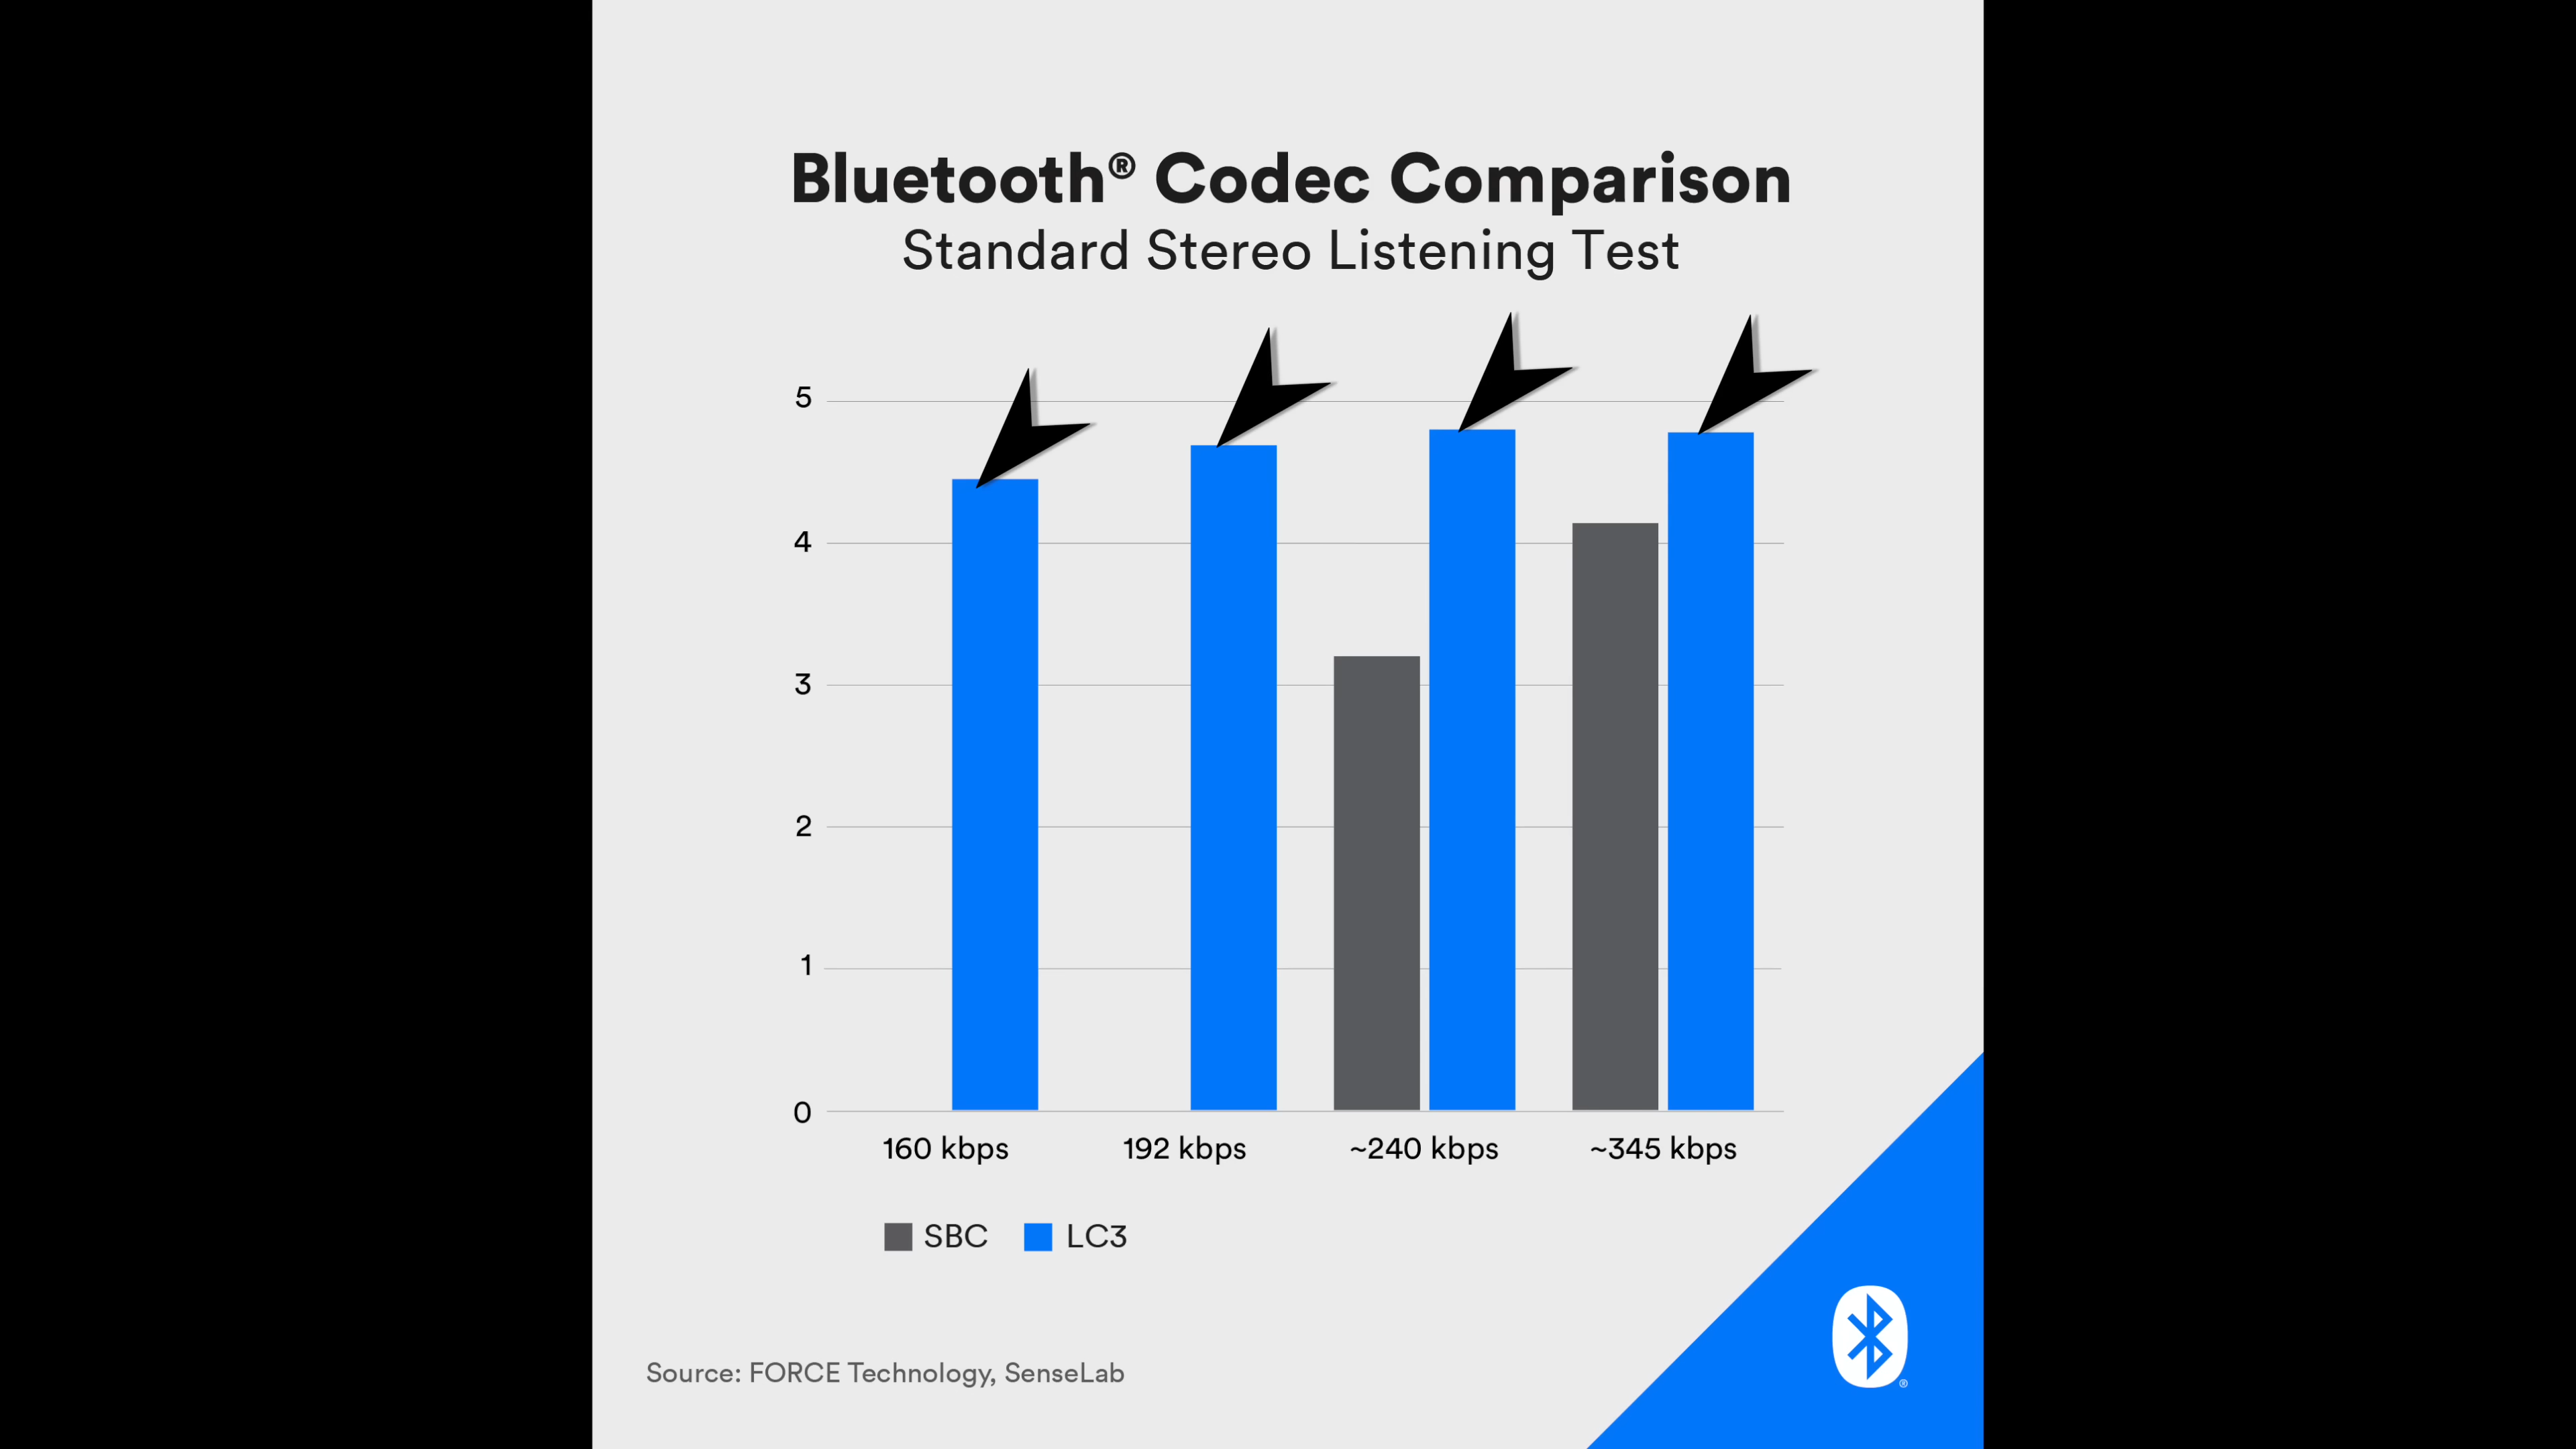 Bluetooth® Codec Comparison
Standard Stereo Listening Test
5
4
3
2
1
0
160 kbps 192 kbps ~240 kbps ~345 kbps
SBC LC3
Source: FORCE Technology, SenseLab
®